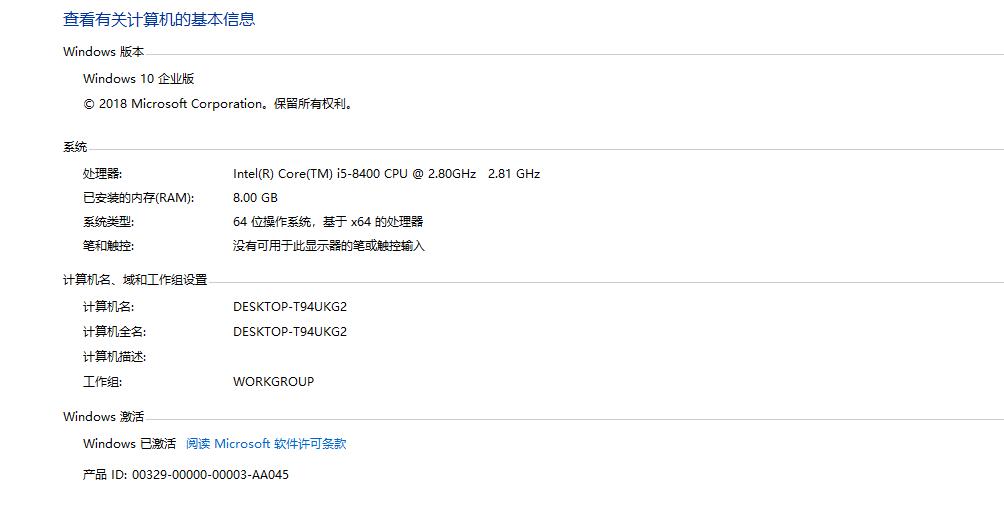 查看有关计算机的基本信息
Windows 版本
Windows 10 企业版
© 2018 Microsoft Corporation。保留所有权利。
系统
处理器: Intel(R) Core(TM) i5-8400 CPU @ 2.80GHz 2.81 GHz
已安装的内存(RAM): 8.00 GB
系统类型: 64 位操作系统，基于 x64 的处理器
笔和触控: 没有可用于此显示器的笔或触控输入
计算机名、域和工作组设置
计算机名: DESKTOP-T94UKG2
计算机全名: DESKTOP-T94UKG2
计算机描述:
工作组: WORKGROUP
Windows 激活
Windows 已激活 阅读 Microsoft 软件许可条款
产品 ID: 00329-00000-00003-AA045